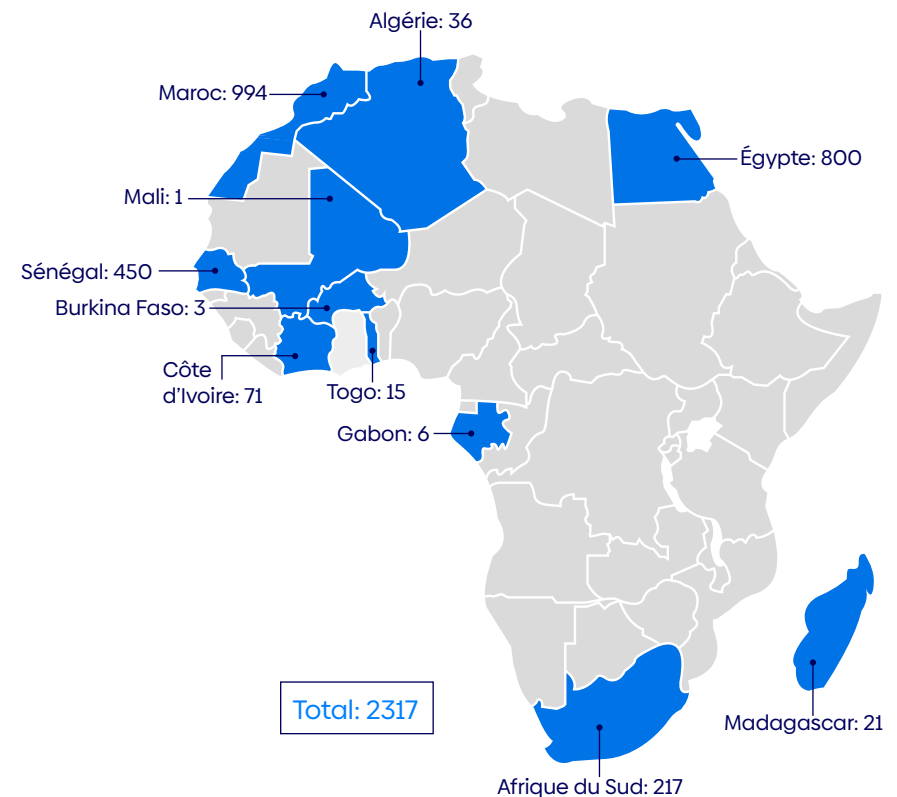 Algérie: 36
Maroc: 994
Égypte: 800
Mali: 1
Sénégal: 450
Burkina Faso: 3
Côte
d’Ivoire: 71
Togo: 15
Gabon: 6
Total: 2317
Madagascar: 21
Afrique du Sud: 217